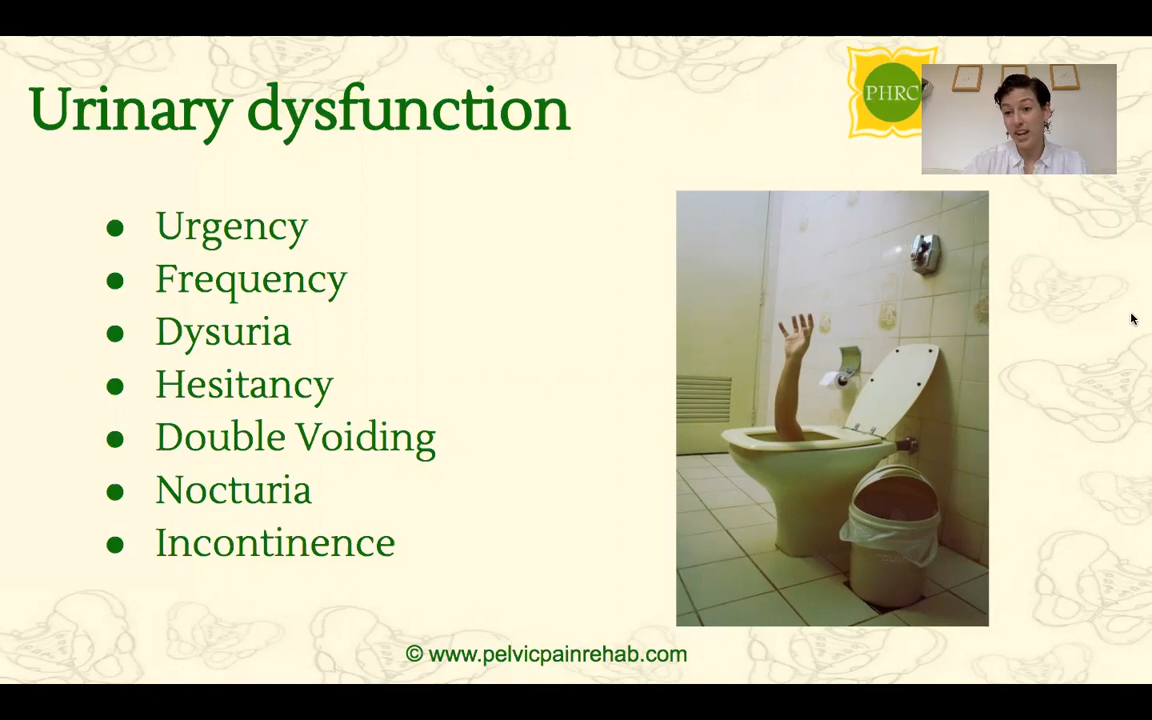 Urinary dysfunction
PHRC
● Urgency
● Frequency
● Dysuria
● Hesitancy
● Double Voiding
● Nocturia
● Incontinence
© www.pelvicpainrehab.com